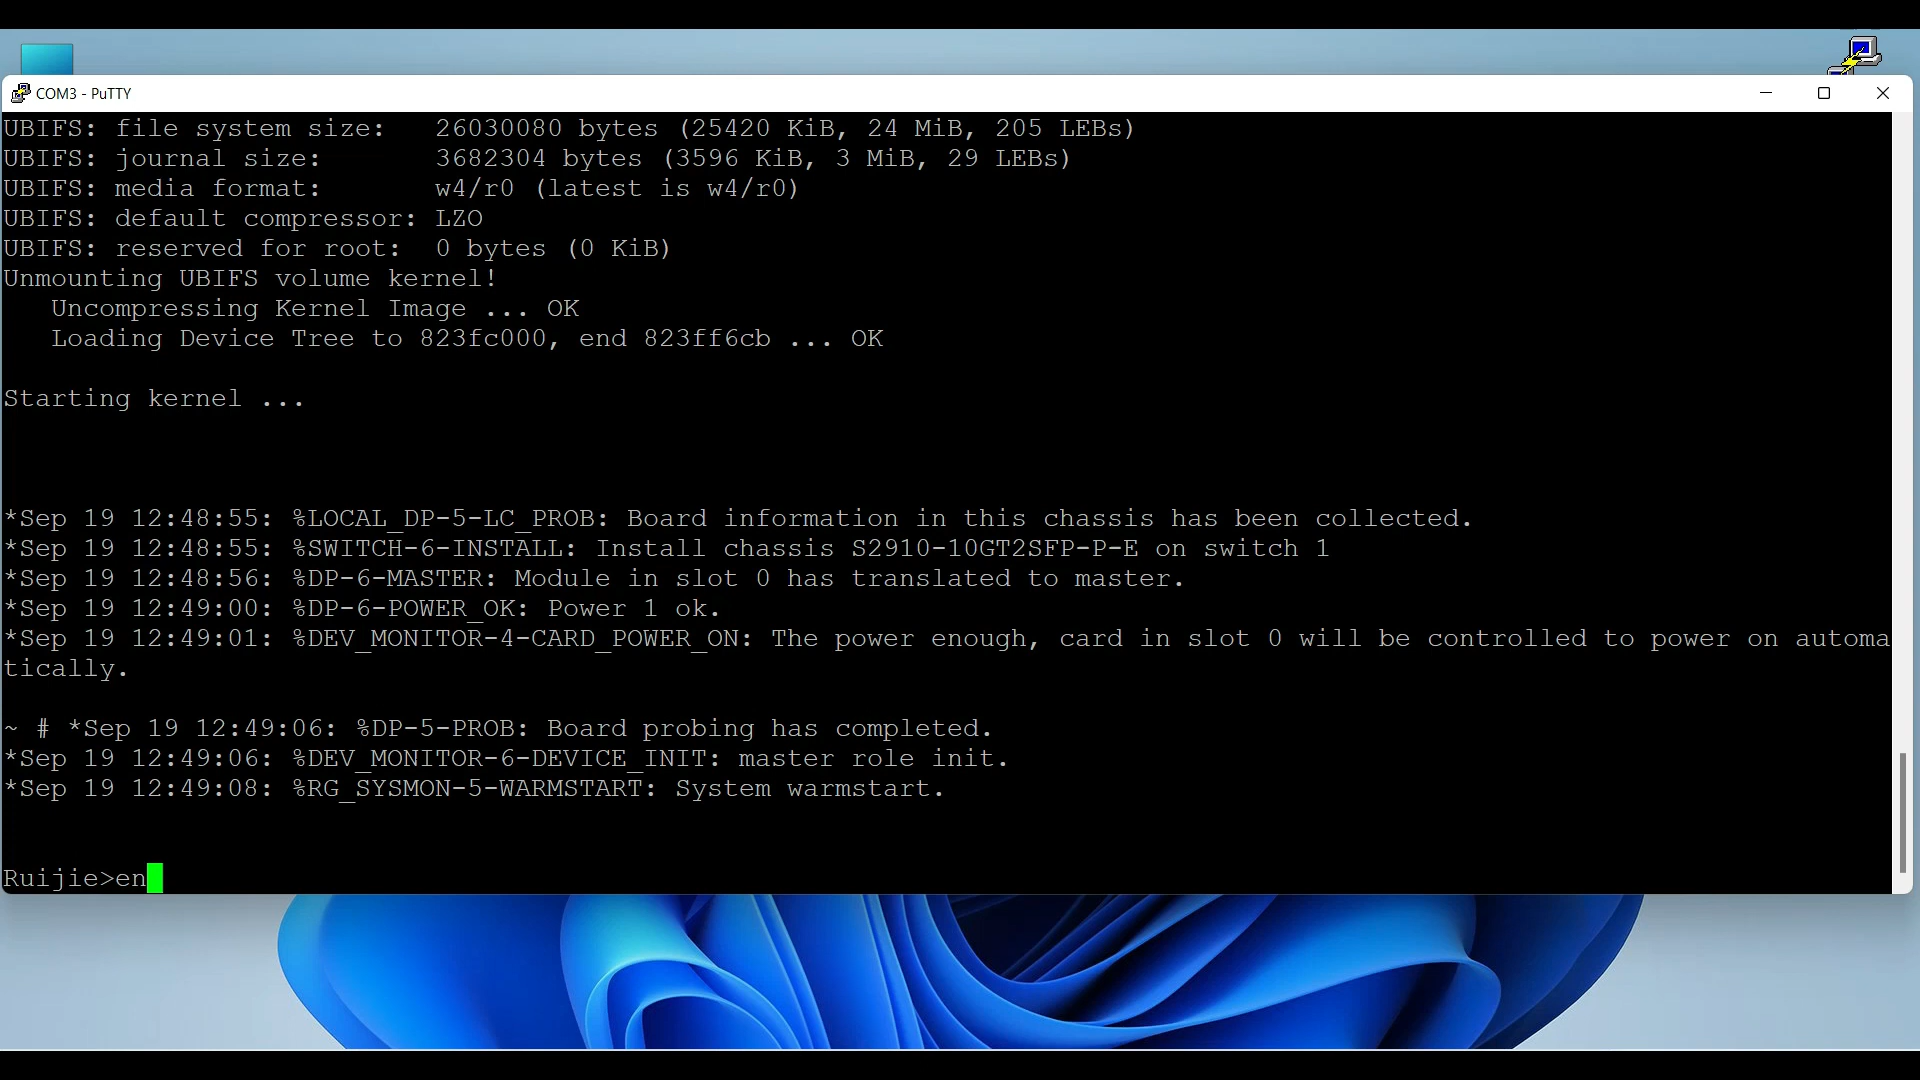 COM3 - PuTTY
UBIFS: file system size:   26030080 bytes (25420 KiB, 24 MiB, 205 LEBs)
UBIFS: journal size:       3682304 bytes (3596 KiB, 3 MiB, 29 LEBs)
UBIFS: media format:       w4/r0 (latest is w4/r0)
UBIFS: default compressor: LZO
UBIFS: reserved for root:  0 bytes (0 KiB)
Unmounting UBIFS volume kernel!
   Uncompressing Kernel Image ... OK
   Loading Device Tree to 823fc000, end 823ff6cb ... OK
Starting kernel ...
*Sep 19 12:48:55: %LOCAL_DP-5-LC_PROB: Board information in this chassis has been collected.
*Sep 19 12:48:55: %SWITCH-6-INSTALL: Install chassis S2910-10GT2SFP-P-E on switch 1
*Sep 19 12:48:56: %DP-6-MASTER: Module in slot 0 has translated to master.
*Sep 19 12:49:00: %DP-6-POWER_OK: Power 1 ok.
*Sep 19 12:49:01: %DEV_MONITOR-4-CARD_POWER_ON: The power enough, card in slot 0 will be controlled to power on automa
tically.
~ # *Sep 19 12:49:06: %DP-5-PROB: Board probing has completed.
*Sep 19 12:49:06: %DEV_MONITOR-6-DEVICE_INIT: master role init.
*Sep 19 12:49:08: %RG_SYSMON-5-WARMSTART: System warmstart.
Ruijie>en